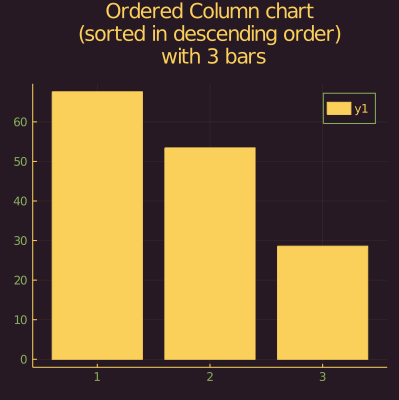 Ordered Column chart
(sorted in descending order)
with 3 bars
y1
60
50
40
30
20
10
0
1 2 3